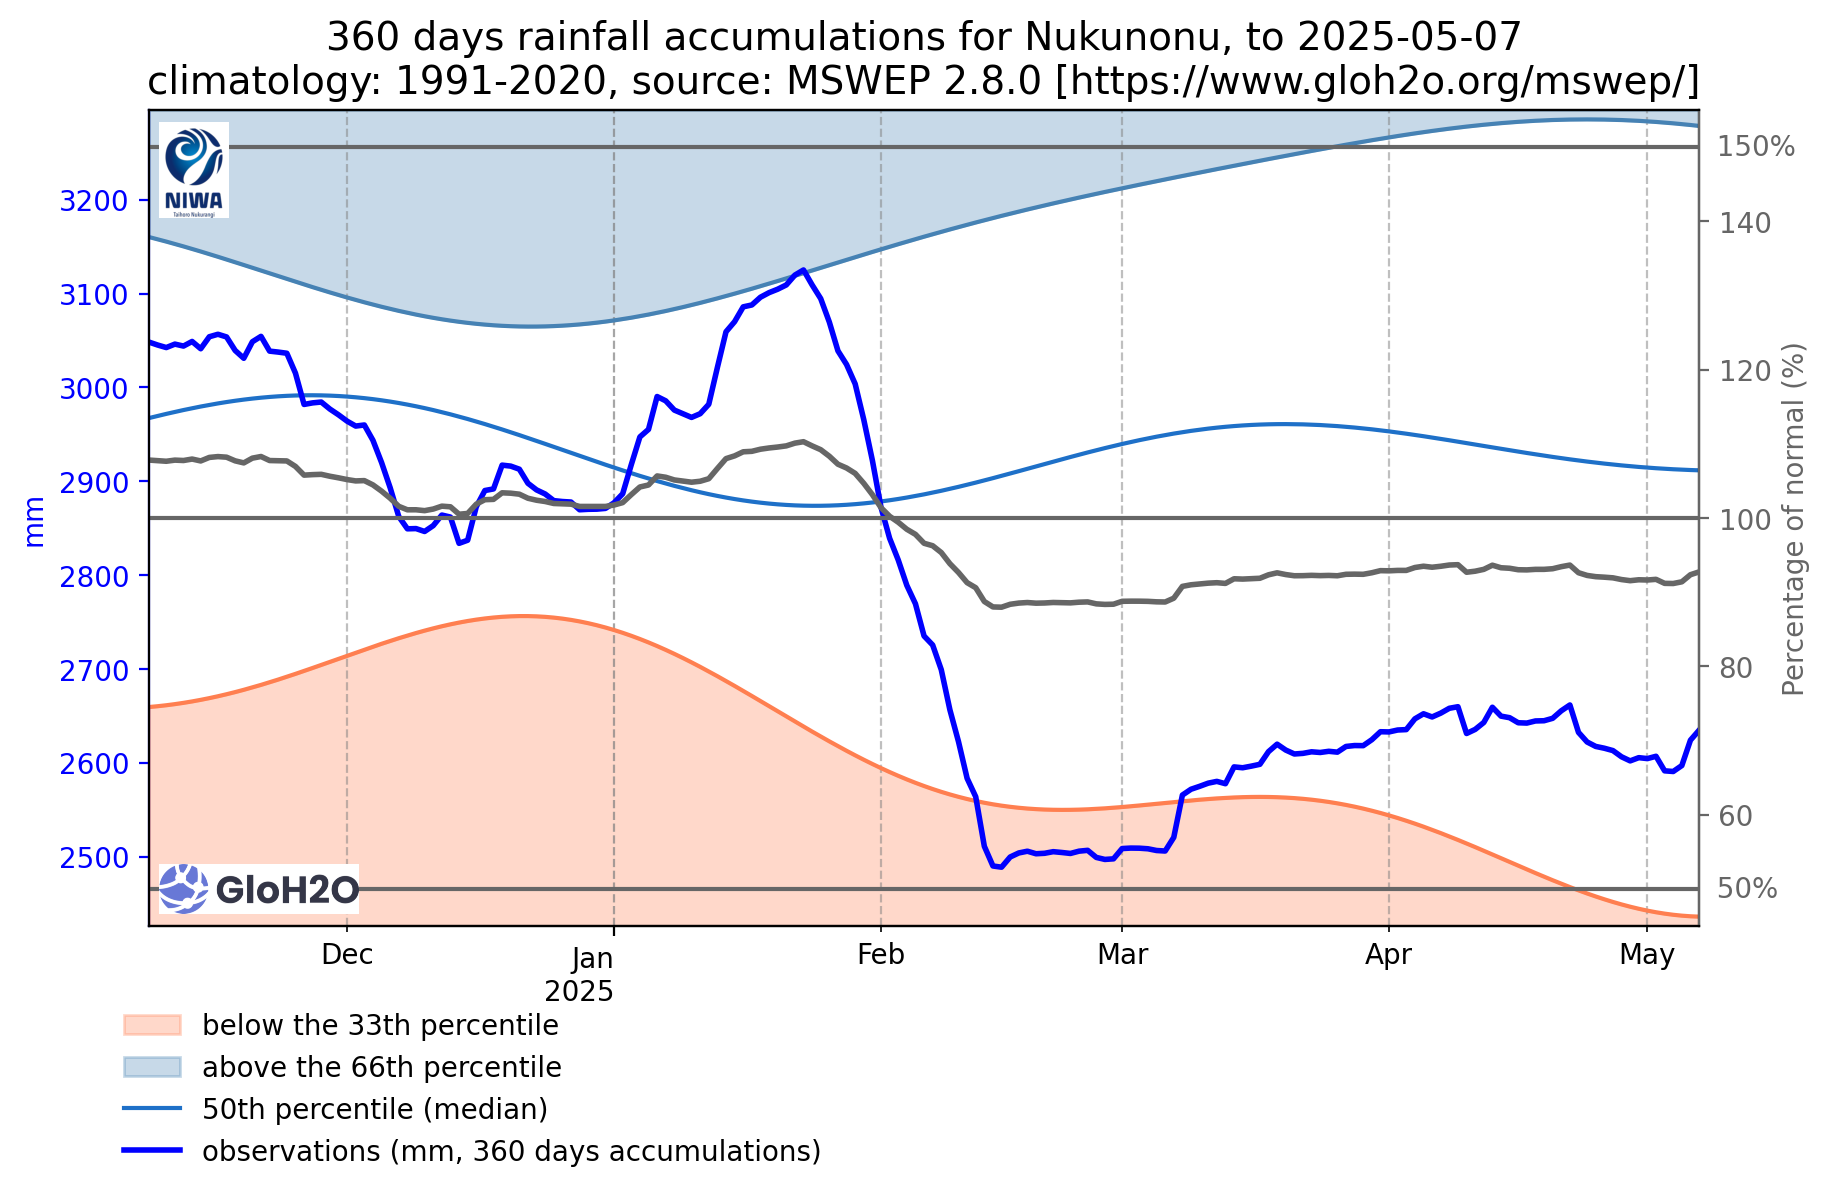 360 days rainfall accumulations for Nukunonu, to 2025-05-07
climatology: 1991-2020, source: MSWEP 2.8.0 [https://www.gloh2o.org/mswep/]
NIWA
Taihoro Nukurangi
3200
3100
3000
2900
2800
2700
2600
2500
mm
150%
140
120
100
80
60
50%
Percentage of normal (%)
GloH2O
Dec
Jan
2025
Feb
Mar
Apr
May
below the 33th percentile
above the 66th percentile
50th percentile (median)
observations (mm, 360 days accumulations)